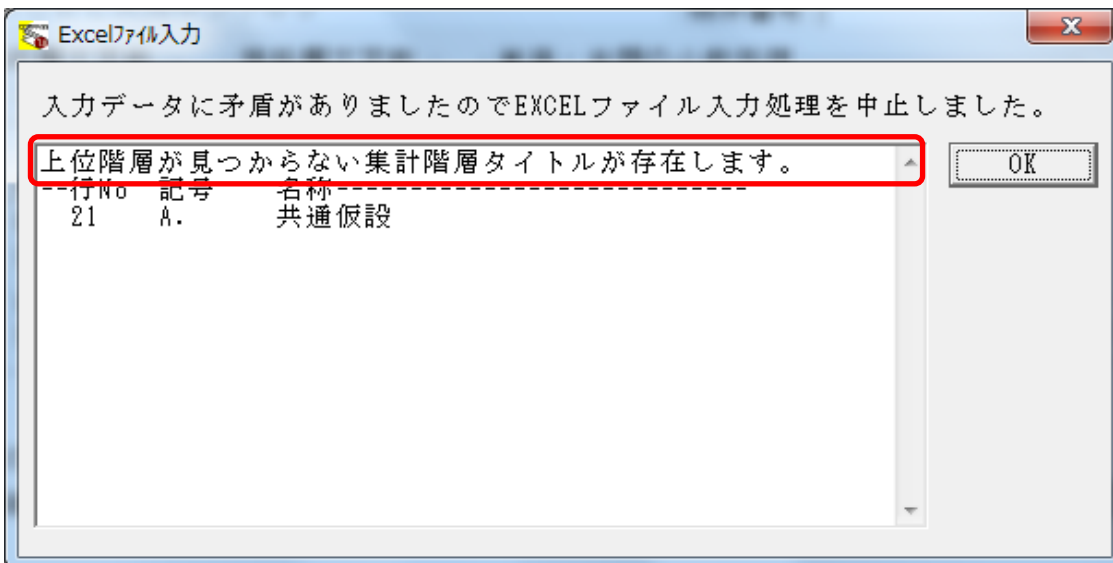 Excelﾌｧｲﾙ入力
入力データに矛盾がありましたのでEXCELファイル入力処理を中止しました。
上位階層が見つからない集計階層タイトルが存在します。
OK
--行No 記号 名称----------------------------
21 A. 共通仮設